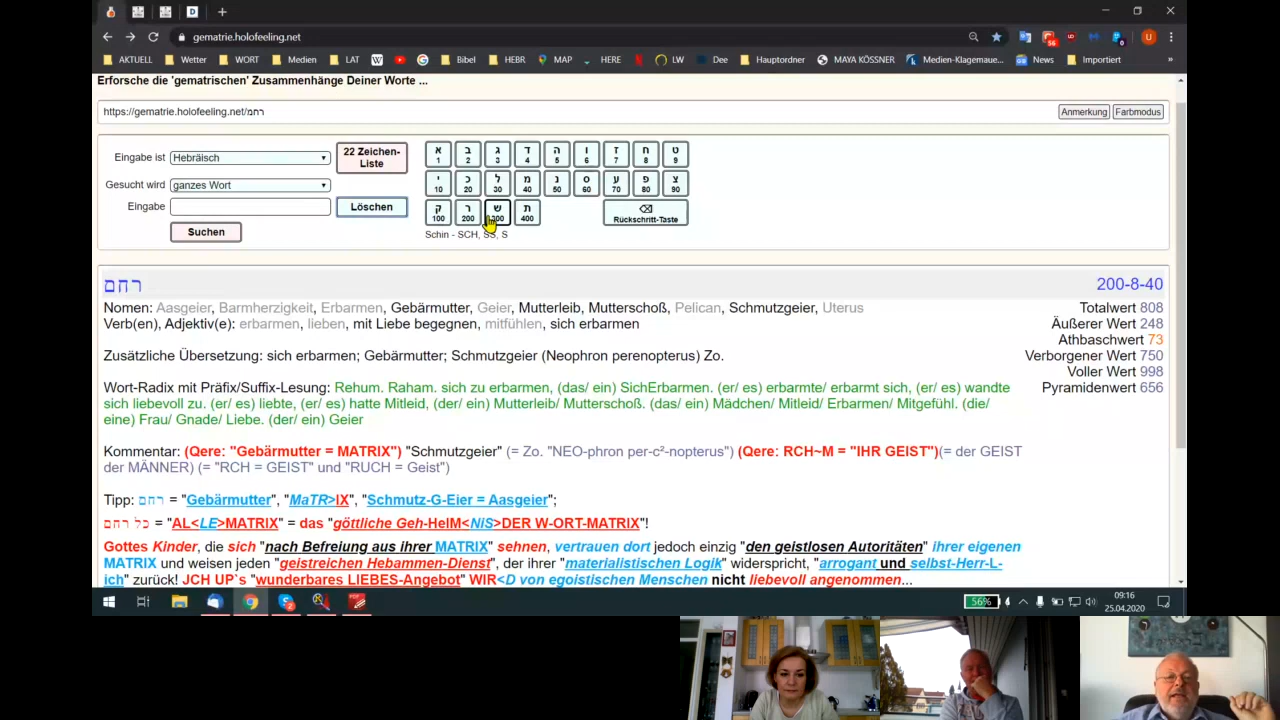 gematrie.holofeeling.net
AKTUELL Wetter WORT Medien LAT Bibel HEBR MAP HERE LW Dee Hauptordner MAYA KÖSSNER Medien-Klagemaue... News Importiert »
Erforsche die 'gematrischen' Zusammenhänge Deiner Worte ...
https://gematrie.holofeeling.net/רחמ Anmerkung Farbmodus
Eingabe ist Hebräisch 22 Zeichen-Liste
Gesucht wird ganzes Wort
Eingabe Löschen
Suchen
א ב ג ד ה ו ז ח ט
1 2 3 4 5 6 7 8 9
י כ ל מ נ ס ע פ צ
10 20 30 40 50 60 70 80 90
ק ר ש ת
100 200 300 400 Rückschritt-Taste
Schin - SCH, SS, S
רחם 200-8-40
Nomen: Aasgeier, Barmherzigkeit, Erbarmen, Gebärmutter, Geier, Mutterleib, Mutterschoß, Pelican, Schmutzgeier, Uterus Totalwert 808
Verb(en), Adjektiv(e): erbarmen, lieben, mit Liebe begegnen, mitfühlen, sich erbarmen Äußerer Wert 248
Athbaschwert 73
Zusätzliche Übersetzung: sich erbarmen; Gebärmutter; Schmutzgeier (Neophron perenopterus) Zo. Verborgener Wert 750
Voller Wert 998
Wort-Radix mit Präfix/Suffix-Lesung: Rehum. Raham. sich zu erbarmen, (das/ ein) SichErbarmen. (er/ es) erbarmte/ erbarmt sich, (er/ es) wandte Pyramidenwert 656
sich liebevoll zu. (er/ es) liebte, (er/ es) hatte Mitleid, (der/ ein) Mutterleib/ Mutterschoß. (das/ ein) Mädchen/ Mitleid/ Erbarmen/ Mitgefühl. (die/
eine) Frau/ Gnade/ Liebe. (der/ ein) Geier
Kommentar: (Qere: "Gebärmutter = MATRIX") "Schmutzgeier" (= Zo. "NEO-phron per-c²-nopterus") (Qere: RCH~M = "IHR GEIST")(= der GEIST
der MÄNNER) (= "RCH = GEIST" und "RUCH = Geist")
Tipp: רחם = "Gebärmutter", "MaTR>IX", "Schmutz-G-Eier = Aasgeier";
כל רחם = "AL<LE>MATRIX" = das "göttliche Geh-HeIM<NiS>DER W-ORT-MATRIX"!
Gottes Kinder, die sich "nach Befreiung aus ihrer MATRIX" sehnen, vertrauen dort jedoch einzig "den geistlosen Autoritäten" ihrer eigenen
MATRIX und weisen jeden "geistreichen Hebammen-Dienst", der ihrer "materialistischen Logik" widerspricht, "arrogant und selbst-Herr-L-
ich" zurück! JCH UP`s "wunderbares LIEBES-Angebot" WIR<D von egoistischen Menschen nicht liebevoll angenommen...
56% 09:16
25.04.2020